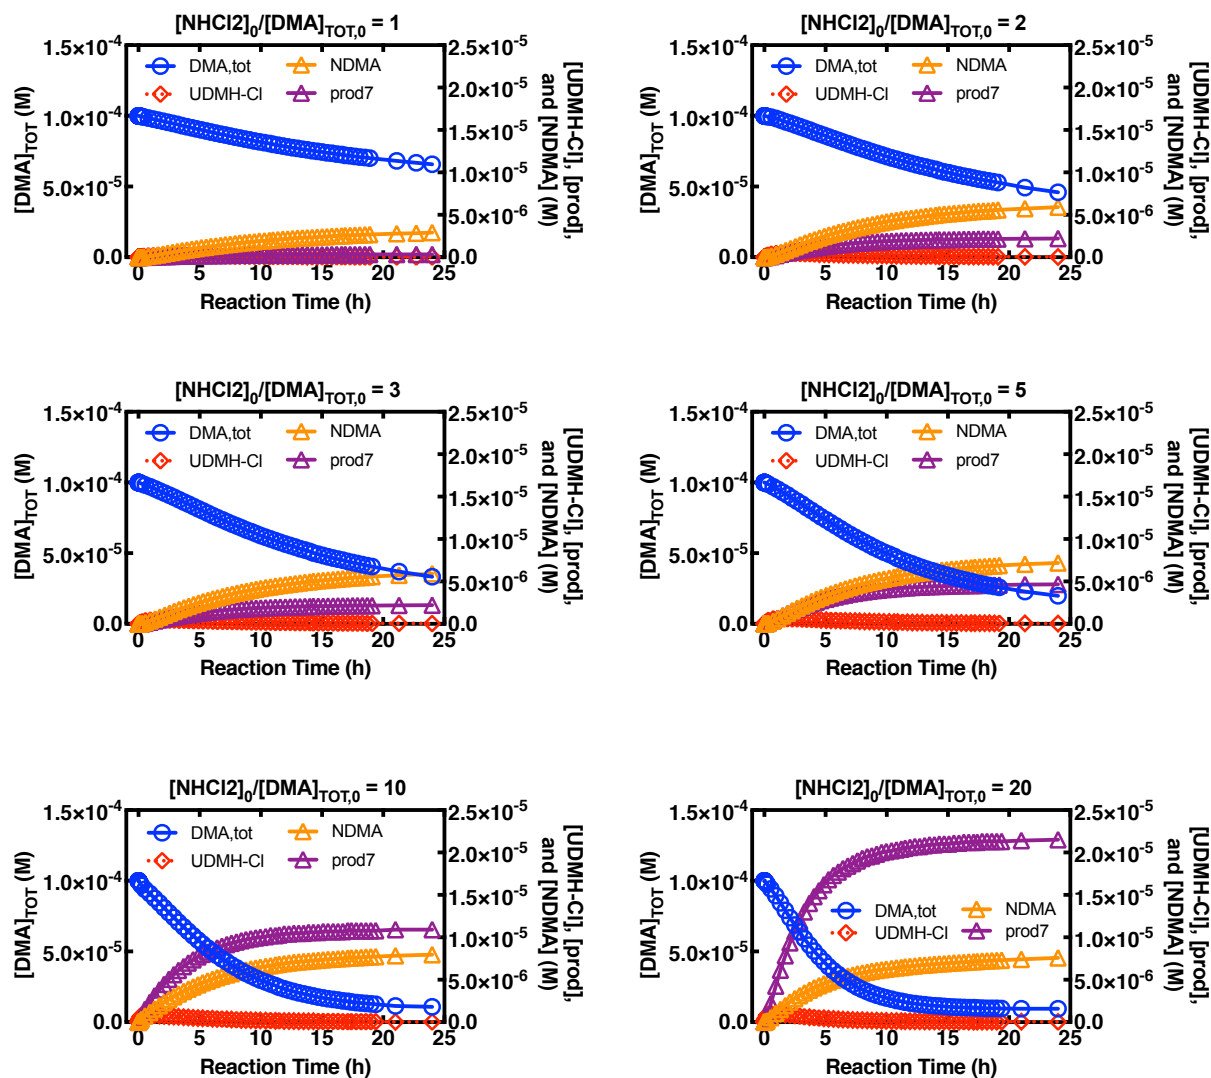 [NHCl2]₀/[DMA]TOT,0 = 1
1.5×10⁻⁴
1.0×10⁻⁴
5.0×10⁻⁵
0.0
[DMA]TOT (M)
DMA,tot
NDMA
UDMH-Cl
prod7
2.5×10⁻⁵
2.0×10⁻⁵
1.5×10⁻⁵
1.0×10⁻⁵
5.0×10⁻⁶
0.0
[UDMH-Cl], [prod],
and [NDMA] (M)
0 5 10 15 20 25
Reaction Time (h)
[NHCl2]₀/[DMA]TOT,0 = 2
1.5×10⁻⁴
1.0×10⁻⁴
5.0×10⁻⁵
0.0
[DMA]TOT (M)
DMA,tot
NDMA
UDMH-Cl
prod7
2.5×10⁻⁵
2.0×10⁻⁵
1.5×10⁻⁵
1.0×10⁻⁵
5.0×10⁻⁶
0.0
[UDMH-Cl], [prod],
and [NDMA] (M)
0 5 10 15 20 25
Reaction Time (h)
[NHCl2]₀/[DMA]TOT,0 = 3
1.5×10⁻⁴
1.0×10⁻⁴
5.0×10⁻⁵
0.0
[DMA]TOT (M)
DMA,tot
NDMA
UDMH-Cl
prod7
2.5×10⁻⁵
2.0×10⁻⁵
1.5×10⁻⁵
1.0×10⁻⁵
5.0×10⁻⁶
0.0
[UDMH-Cl], [prod],
and [NDMA] (M)
0 5 10 15 20 25
Reaction Time (h)
[NHCl2]₀/[DMA]TOT,0 = 5
1.5×10⁻⁴
1.0×10⁻⁴
5.0×10⁻⁵
0.0
[DMA]TOT (M)
DMA,tot
NDMA
UDMH-Cl
prod7
2.5×10⁻⁵
2.0×10⁻⁵
1.5×10⁻⁵
1.0×10⁻⁵
5.0×10⁻⁶
0.0
[UDMH-Cl], [prod],
and [NDMA] (M)
0 5 10 15 20 25
Reaction Time (h)
[NHCl2]₀/[DMA]TOT,0 = 10
1.5×10⁻⁴
1.0×10⁻⁴
5.0×10⁻⁵
0.0
[DMA]TOT (M)
DMA,tot
NDMA
UDMH-Cl
prod7
2.5×10⁻⁵
2.0×10⁻⁵
1.5×10⁻⁵
1.0×10⁻⁵
5.0×10⁻⁶
0.0
[UDMH-Cl], [prod],
and [NDMA] (M)
0 5 10 15 20 25
Reaction Time (h)
[NHCl2]₀/[DMA]TOT,0 = 20
1.5×10⁻⁴
1.0×10⁻⁴
5.0×10⁻⁵
0.0
[DMA]TOT (M)
DMA,tot
NDMA
UDMH-Cl
prod7
2.5×10⁻⁵
2.0×10⁻⁵
1.5×10⁻⁵
1.0×10⁻⁵
5.0×10⁻⁶
0.0
[UDMH-Cl], [prod],
and [NDMA] (M)
0 5 10 15 20 25
Reaction Time (h)